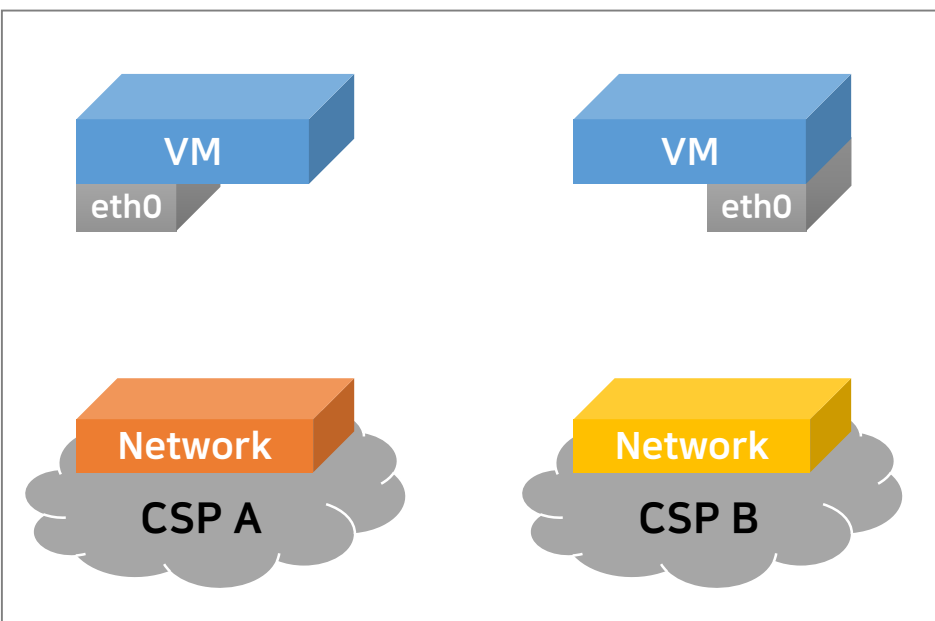 VM
VM
eth0
eth0
Network
Network
CSP A
CSP B